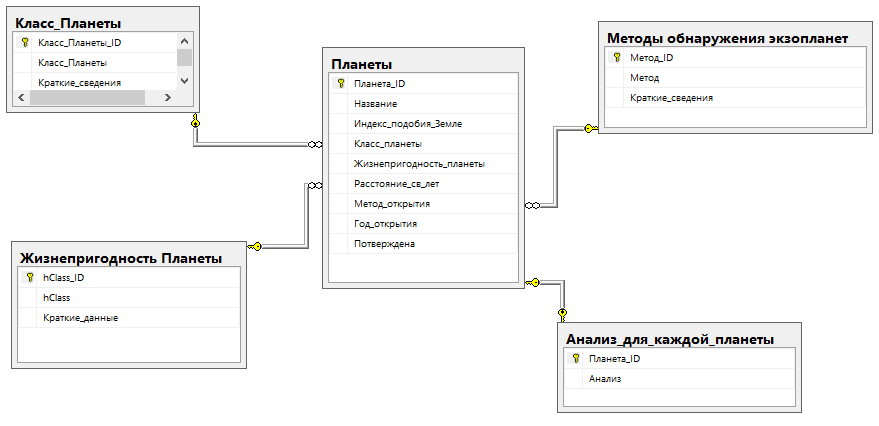 Класс_Планеты
Класс_Планеты_ID
Класс_Планеты
Краткие_сведения
Планеты
Планета_ID
Название
Индекс_подобия_Земле
Класс_планеты
Жизнепригодность_планеты
Расстояние_св_лет
Метод_открытия
Год_открытия
Потверждена
Методы обнаружения экзопланет
Метод_ID
Метод
Краткие_сведения
Жизнепригодность Планеты
hClass_ID
hClass
Краткие_данные
Анализ_для_каждой_планеты
Планета_ID
Анализ